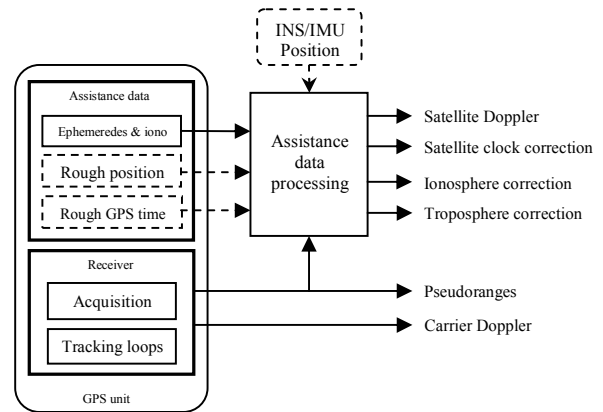 INS/IMU
Position
Assistance data
Ephemeredes & iono
Rough position
Rough GPS time
Assistance
data
processing
Satellite Doppler
Satellite clock correction
Ionosphere correction
Troposphere correction
Receiver
Acquisition
Tracking loops
Pseudoranges
Carrier Doppler
GPS unit